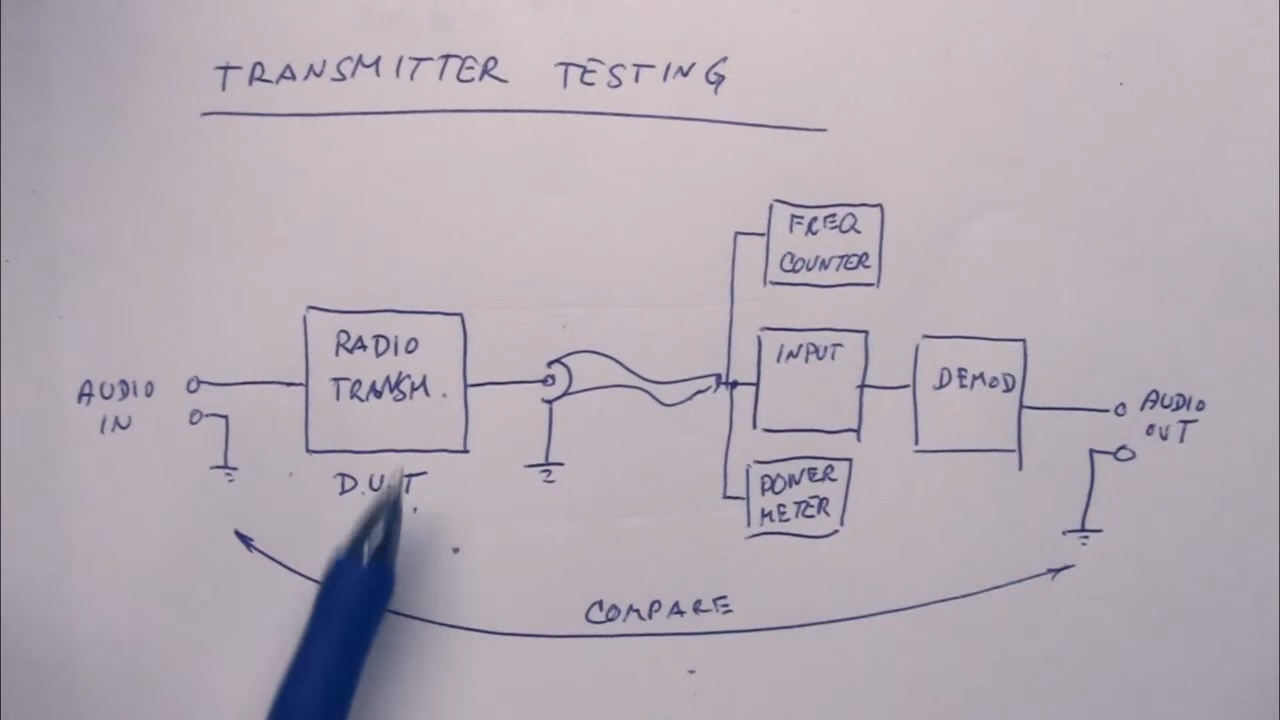 TRANSMITTER TESTING
FREQ
COUNTER
RADIO
TRANSM.
INPUT
DEMOD
AUDIO
IN
AUDIO
OUT
D.U.T.
POWER
METER
COMPARE